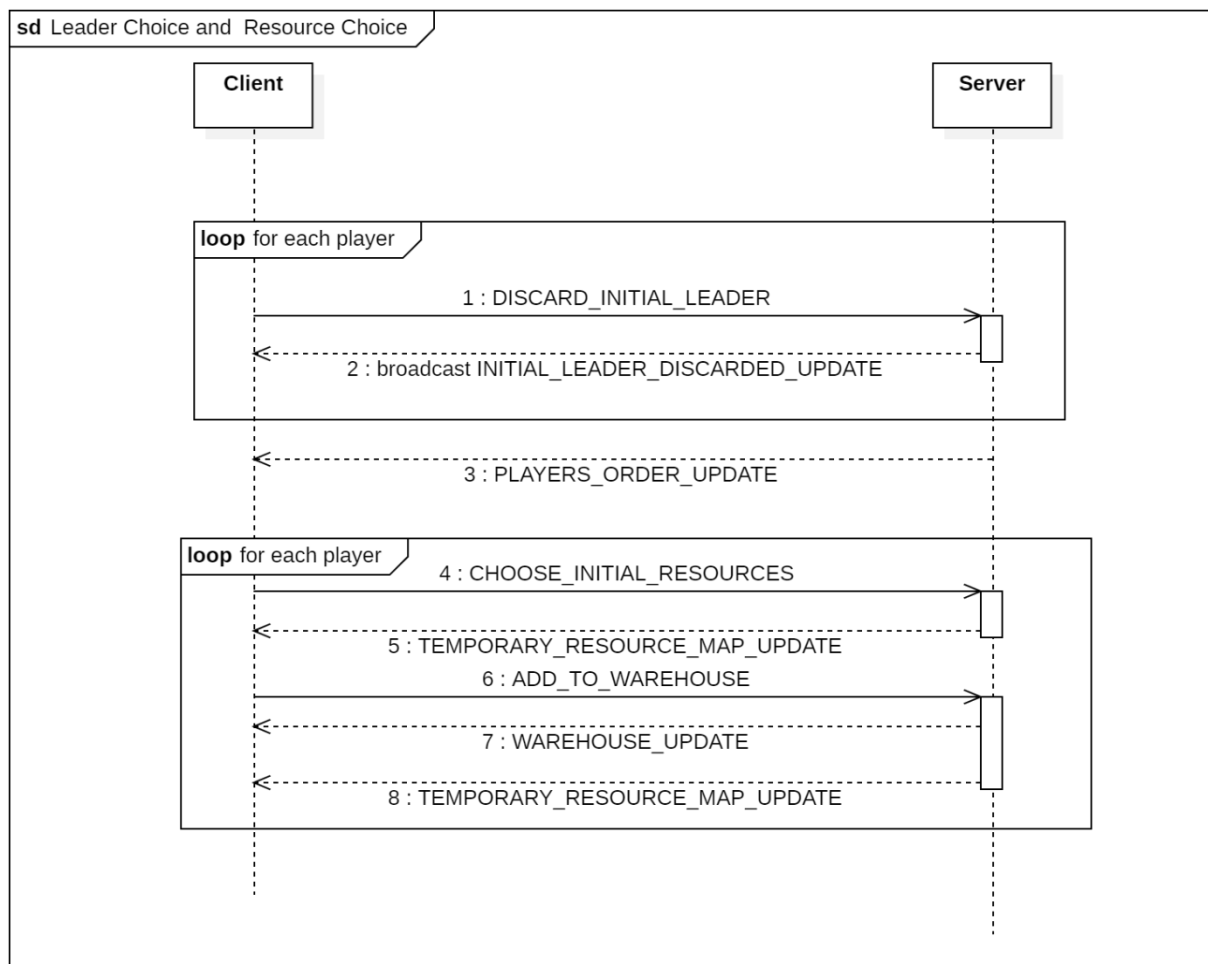 sd Leader Choice and Resource Choice
Client
Server
loop for each player
1 : DISCARD_INITIAL_LEADER
2 : broadcast INITIAL_LEADER_DISCARDED_UPDATE
3 : PLAYERS_ORDER_UPDATE
loop for each player
4 : CHOOSE_INITIAL_RESOURCES
5 : TEMPORARY_RESOURCE_MAP_UPDATE
6 : ADD_TO_WAREHOUSE
7 : WAREHOUSE_UPDATE
8 : TEMPORARY_RESOURCE_MAP_UPDATE